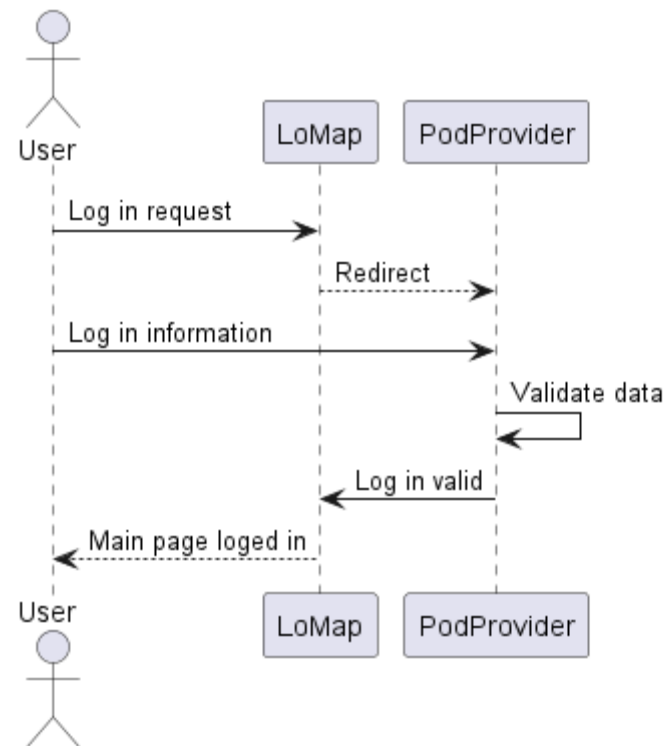 User
LoMap
PodProvider
Log in request
Redirect
Log in information
Validate data
Log in valid
Main page loged in
User
LoMap
PodProvider